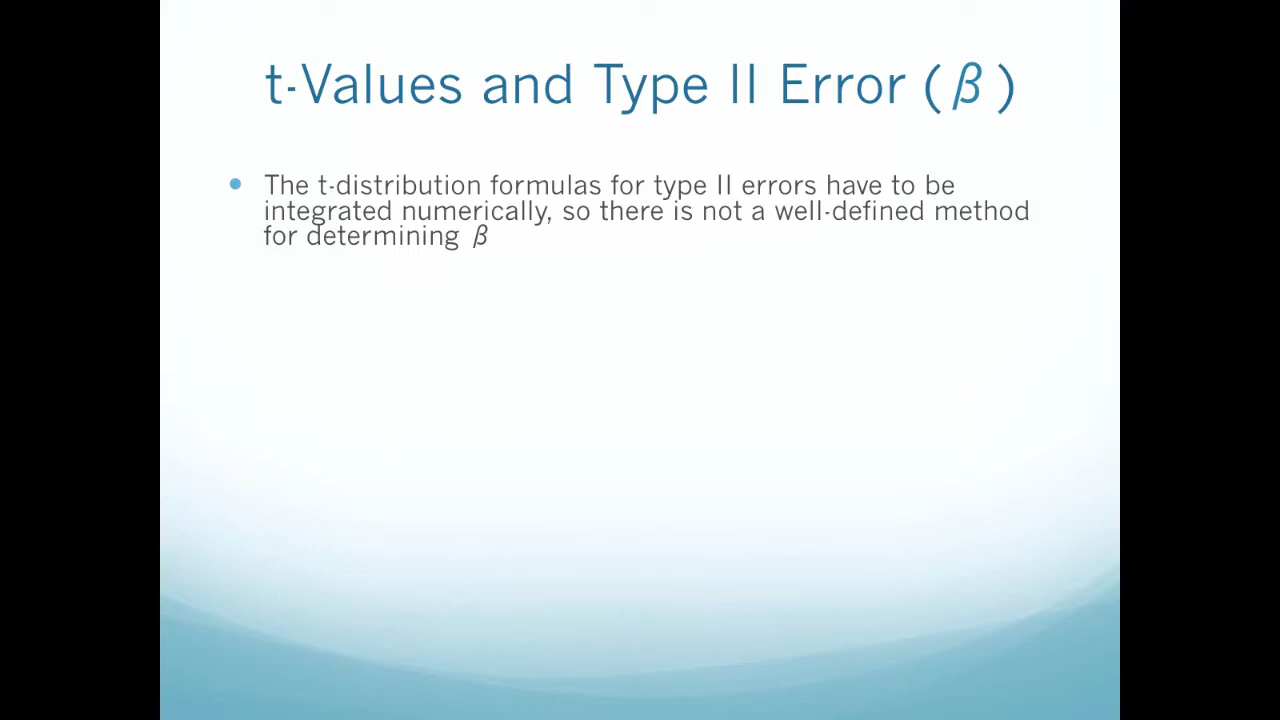 t-Values and Type II Error (β)
• The t-distribution formulas for type II errors have to be
integrated numerically, so there is not a well-defined method
for determining β